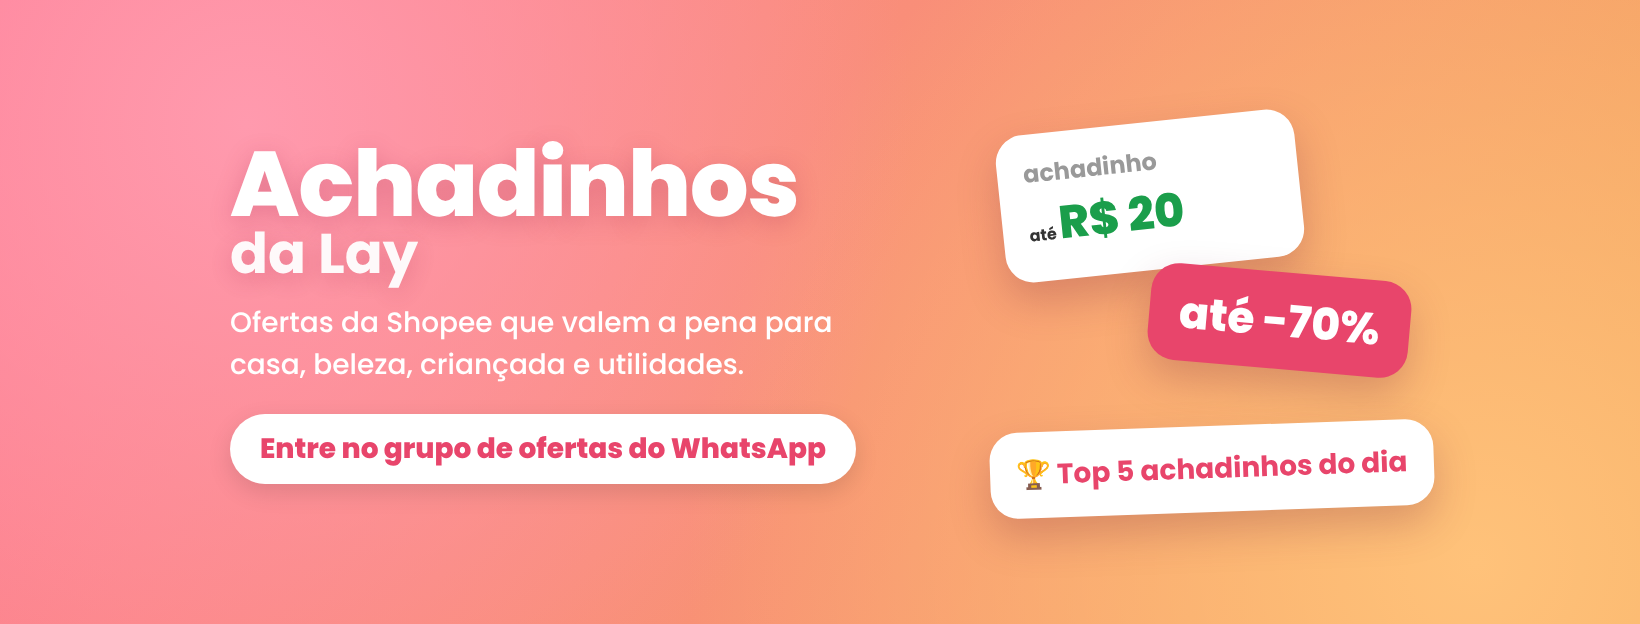 Achadinhos
da Lay
Ofertas da Shopee que valem a pena para
casa, beleza, criançada e utilidades.
Entre no grupo de ofertas do WhatsApp
achadinho
até R$ 20
até -70%
🏆 Top 5 achadinhos do dia